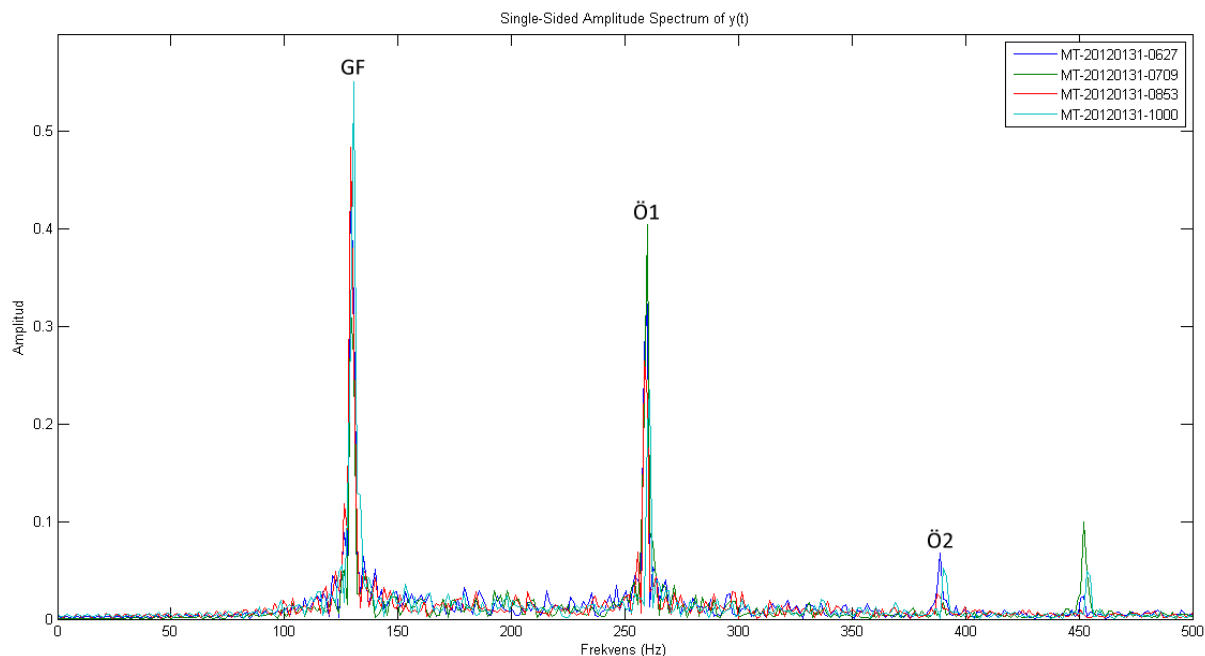 Single-Sided Amplitude Spectrum of y(t)
GF
MT-20120131-0627
MT-20120131-0709
MT-20120131-0853
MT-20120131-1000
0.5
Ö1
0.4
Amplitud
0.3
0.2
Ö2
0.1
0
0 50 100 150 200 250 300 350 400 450 500
Frekvens (Hz)